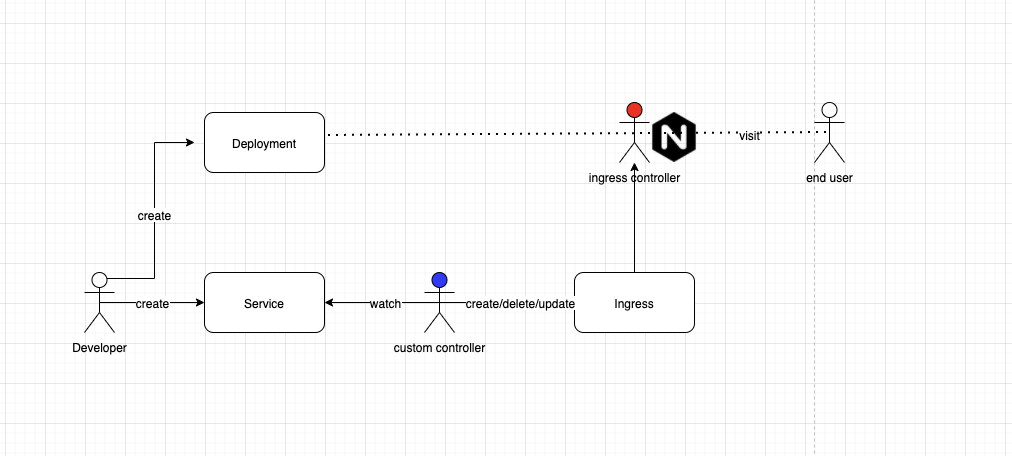 Deployment
visit
ingress controller
end user
create
create
Service
watch
create/delete/update
Ingress
Developer
custom controller
N